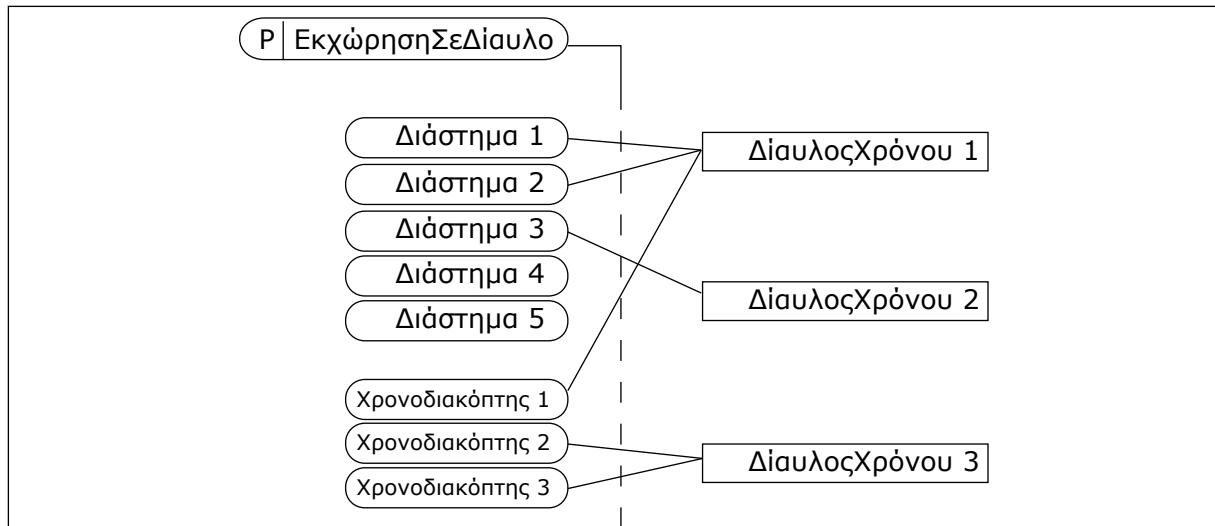 P ΕκχώρησηΣεΔίαυλο
Διάστημα 1
Διάστημα 2
Διάστημα 3
Διάστημα 4
Διάστημα 5
Χρονοδιακόπτης 1
Χρονοδιακόπτης 2
Χρονοδιακόπτης 3
ΔίαυλοςΧρόνου 1
ΔίαυλοςΧρόνου 2
ΔίαυλοςΧρόνου 3